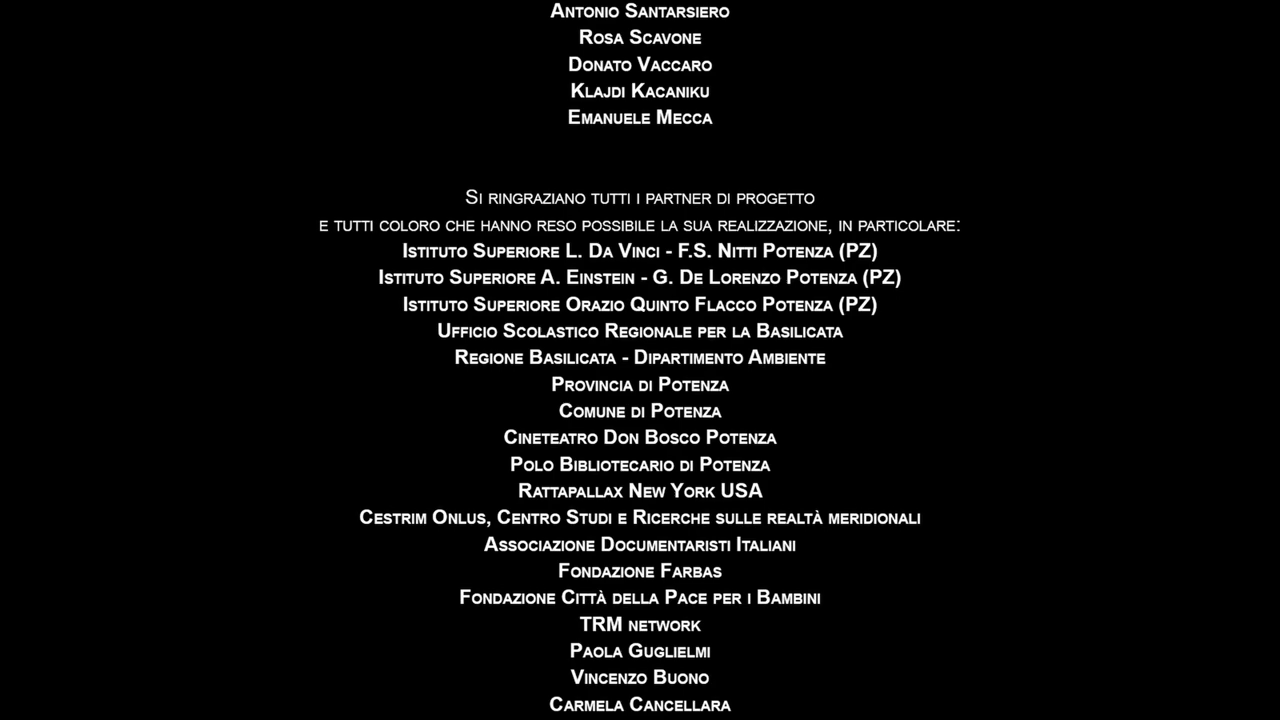 Antonio Santarsiero
Rosa Scavone
Donato Vaccaro
Klajdi Kacaniku
Emanuele Mecca
Si ringraziano tutti i partner di progetto
e tutti coloro che hanno reso possibile la sua realizzazione, in particolare:
Istituto Superiore L. Da Vinci - F.S. Nitti Potenza (PZ)
Istituto Superiore A. Einstein - G. De Lorenzo Potenza (PZ)
Istituto Superiore Orazio Quinto Flacco Potenza (PZ)
Ufficio Scolastico Regionale per la Basilicata
Regione Basilicata - Dipartimento Ambiente
Provincia di Potenza
Comune di Potenza
Cineteatro Don Bosco Potenza
Polo Bibliotecario di Potenza
Rattapallax New York USA
Cestrim Onlus, Centro Studi e Ricerche sulle realtà meridionali
Associazione Documentaristi Italiani
Fondazione Farbas
Fondazione Città della Pace per i Bambini
TRM network
Paola Guglielmi
Vincenzo Buono
Carmela Cancellara